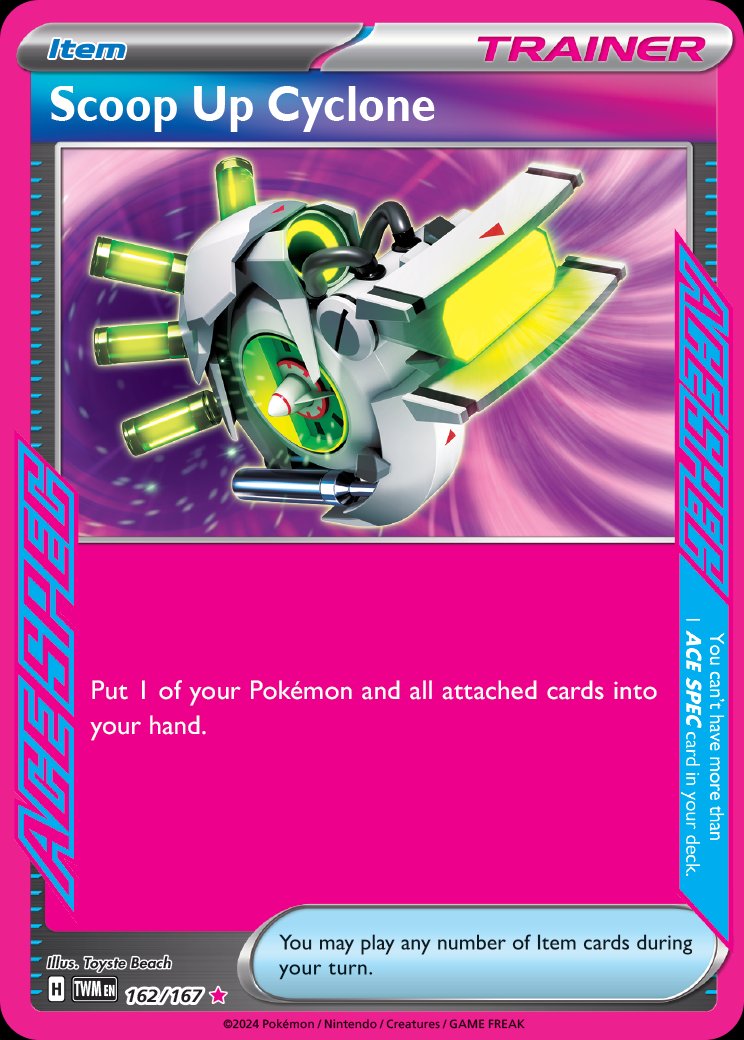 Item
TRAINER
Scoop Up Cyclone
ACE SPEC
ACE SPEC
Put 1 of your Pokémon and all attached cards into
your hand.
You can't have more than
1 ACE SPEC card in your deck.
You may play any number of Item cards during
your turn.
Illus. Toyste Beach
H TWM EN 162/167
©2024 Pokémon / Nintendo / Creatures / GAME FREAK